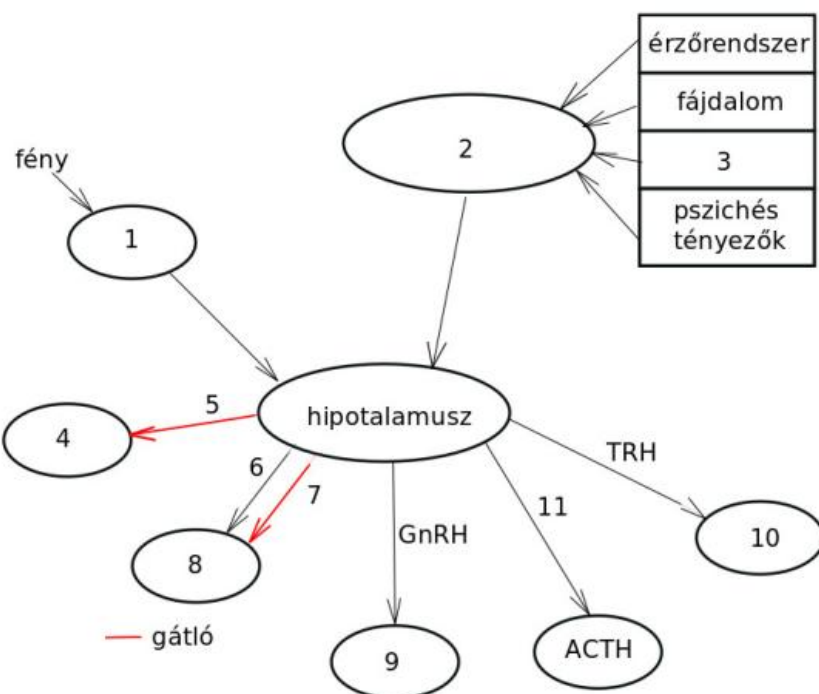 érzőrendszer
fájdalom
3
pszichés
tényezők
2
fény
1
hipotalamusz
5
4
6
7
TRH
11
GnRH
10
8
gátló
9
ACTH